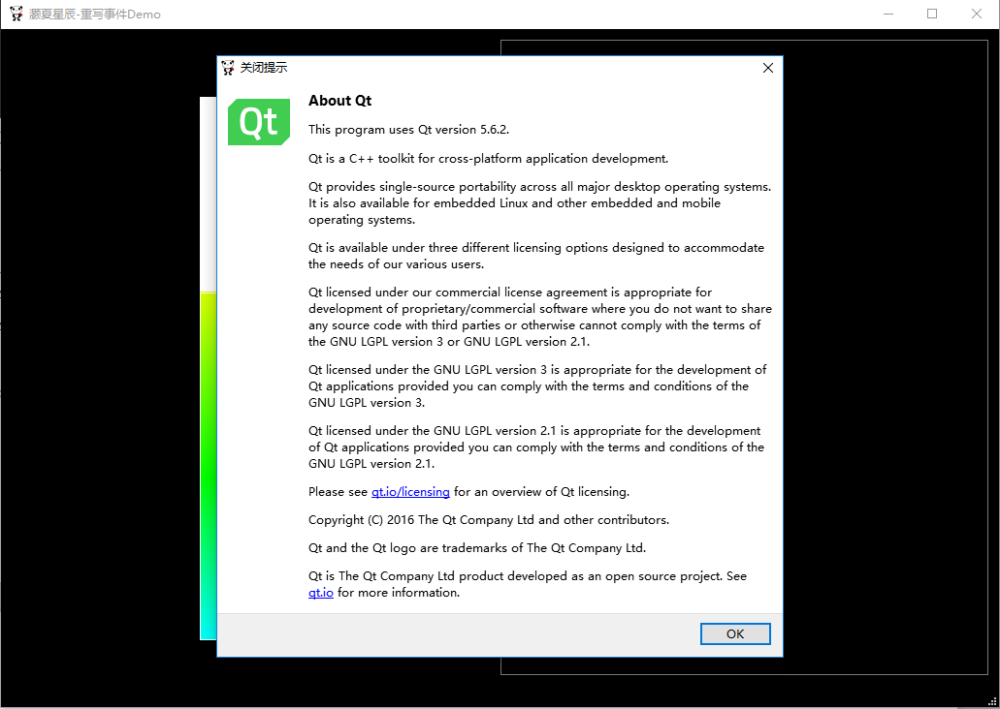 灏夏星辰-重写事件Demo
关闭提示
Qt
About Qt
This program uses Qt version 5.6.2.
Qt is a C++ toolkit for cross-platform application development.
Qt provides single-source portability across all major desktop operating systems.
It is also available for embedded Linux and other embedded and mobile
operating systems.
Qt is available under three different licensing options designed to accommodate
the needs of our various users.
Qt licensed under our commercial license agreement is appropriate for
development of proprietary/commercial software where you do not want to share
any source code with third parties or otherwise cannot comply with the terms of
the GNU LGPL version 3 or GNU LGPL version 2.1.
Qt licensed under the GNU LGPL version 3 is appropriate for the development of
Qt applications provided you can comply with the terms and conditions of the
GNU LGPL version 3.
Qt licensed under the GNU LGPL version 2.1 is appropriate for the development
of Qt applications provided you can comply with the terms and conditions of the
GNU LGPL version 2.1.
Please see qt.io/licensing for an overview of Qt licensing.
Copyright (C) 2016 The Qt Company Ltd and other contributors.
Qt and the Qt logo are trademarks of The Qt Company Ltd.
Qt is The Qt Company Ltd product developed as an open source project. See
qt.io for more information.
OK